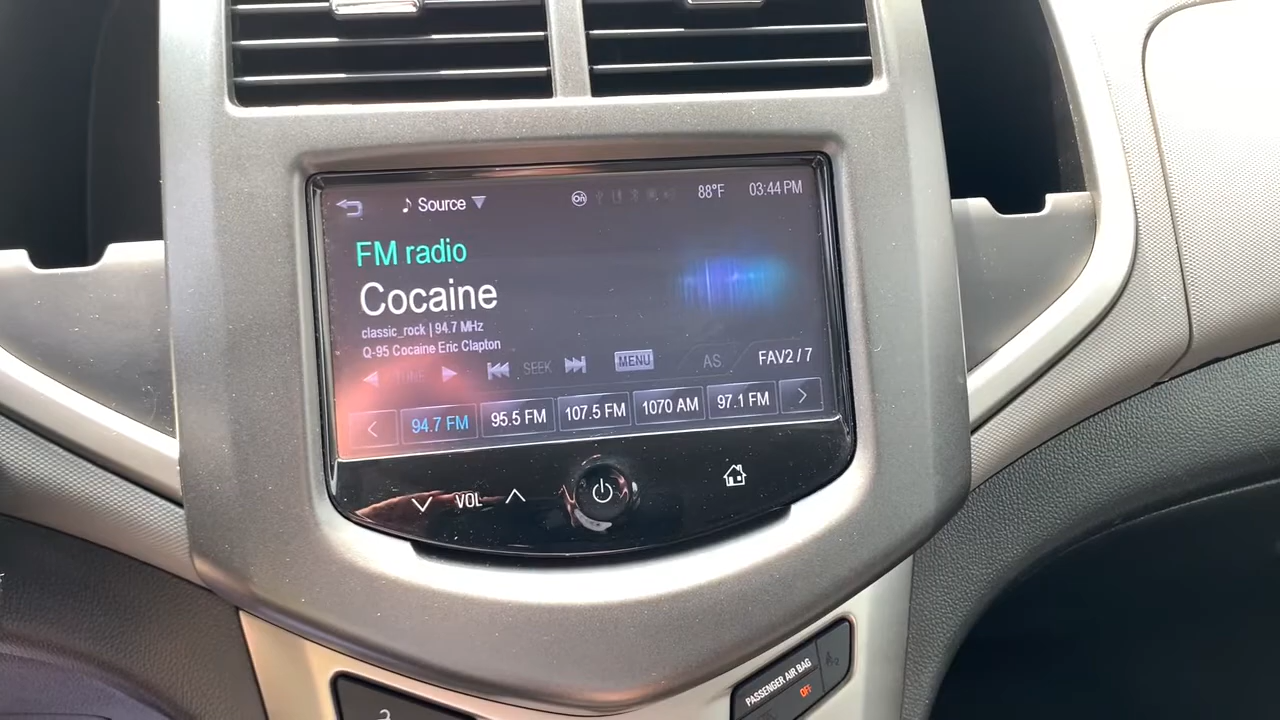 Source
88°F
03:44 PM
FM radio
Cocaine
classic_rock | 94.7 MHz
Q-95 Cocaine Eric Clapton
TUNE
SEEK
MENU
AS
FAV2 / 7
94.7 FM
95.5 FM
107.5 FM
1070 AM
97.1 FM
VOL
PASSENGER AIR BAG
OFF
2